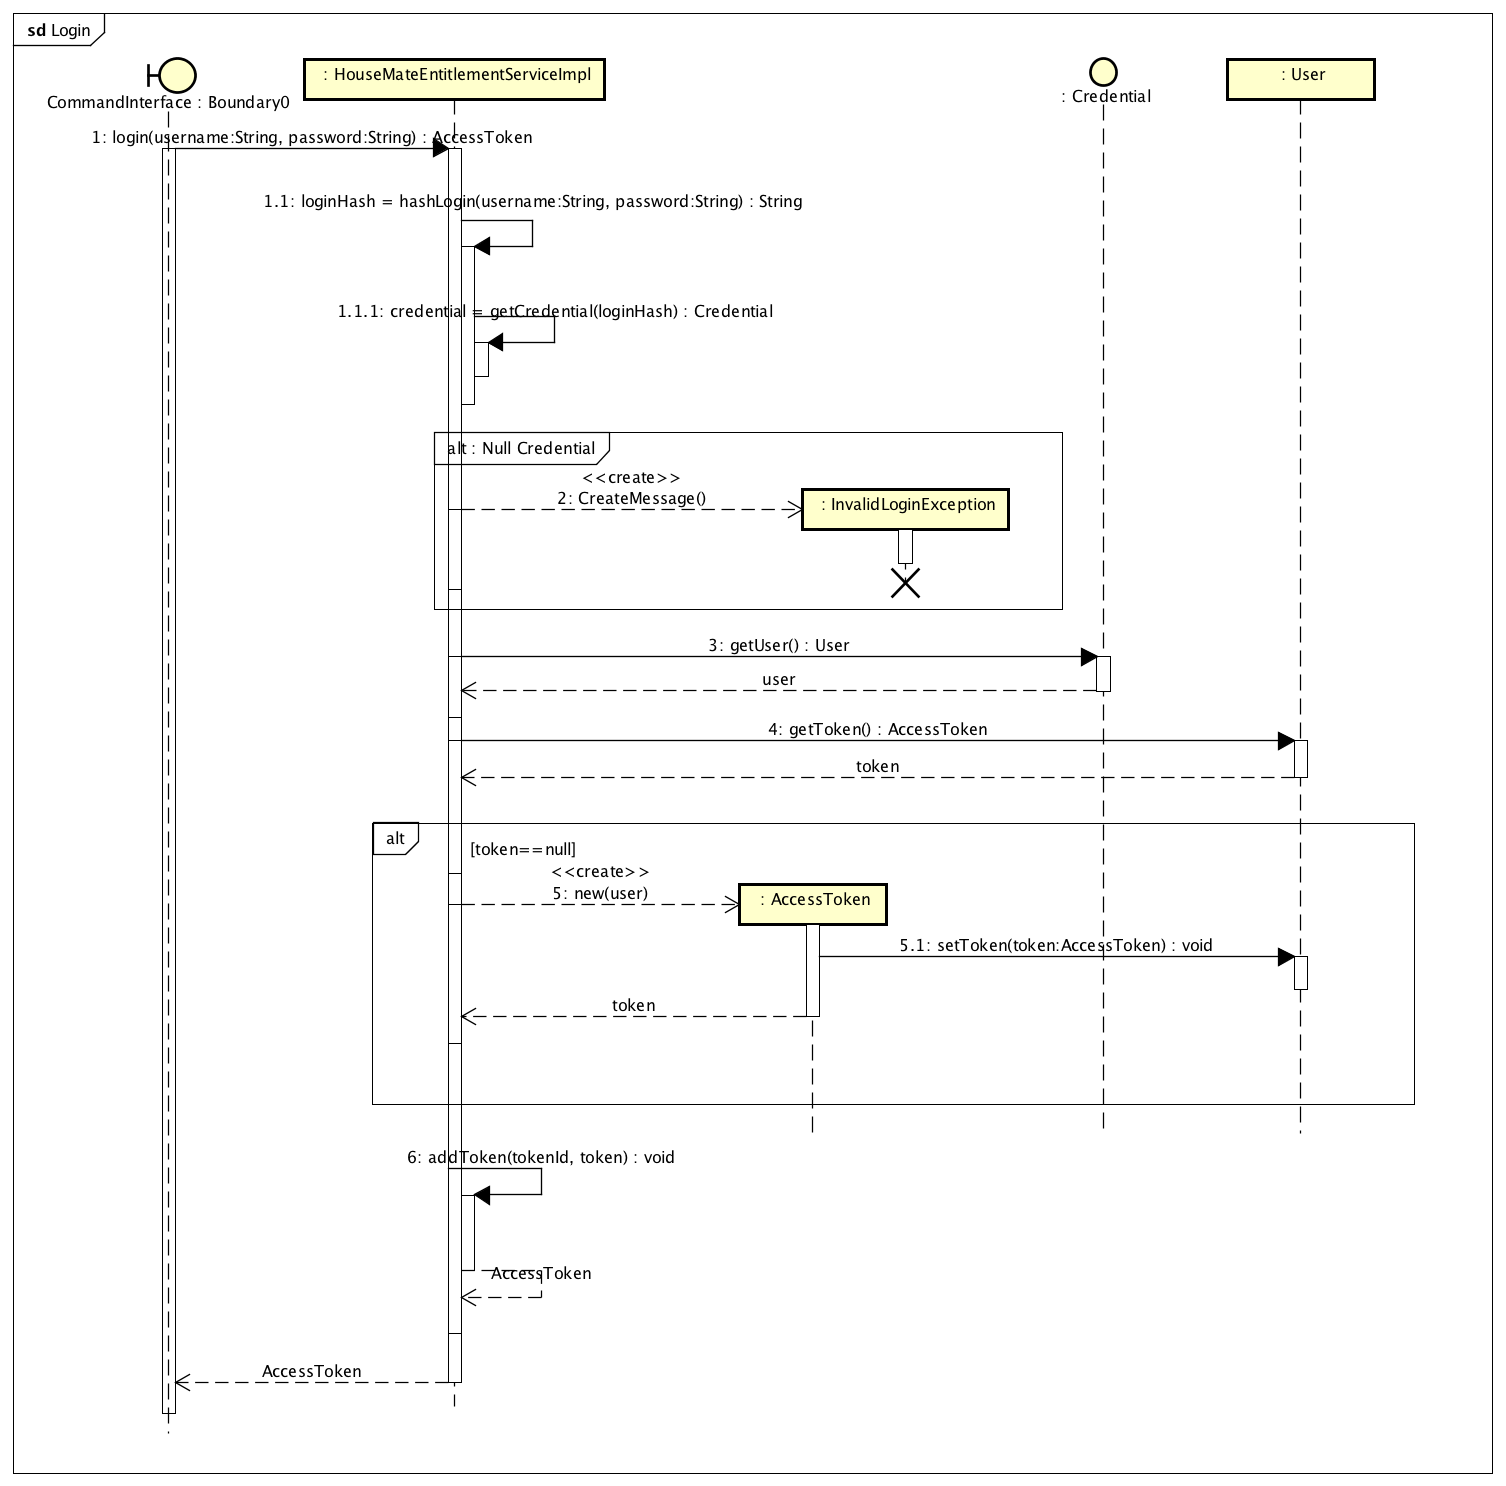 sd Login
CommandInterface : Boundary0
: HouseMateEntitlementServiceImpl
: Credential
: User
1: login(username:String, password:String) : AccessToken
1.1: loginHash = hashLogin(username:String, password:String) : String
1.1.1: credential = getCredential(loginHash) : Credential
alt : Null Credential
<<create>>
2: CreateMessage()
: InvalidLoginException
3: getUser() : User
user
4: getToken() : AccessToken
token
alt
[token==null]
<<create>>
5: new(user)
: AccessToken
5.1: setToken(token:AccessToken) : void
token
6: addToken(tokenId, token) : void
AccessToken
AccessToken